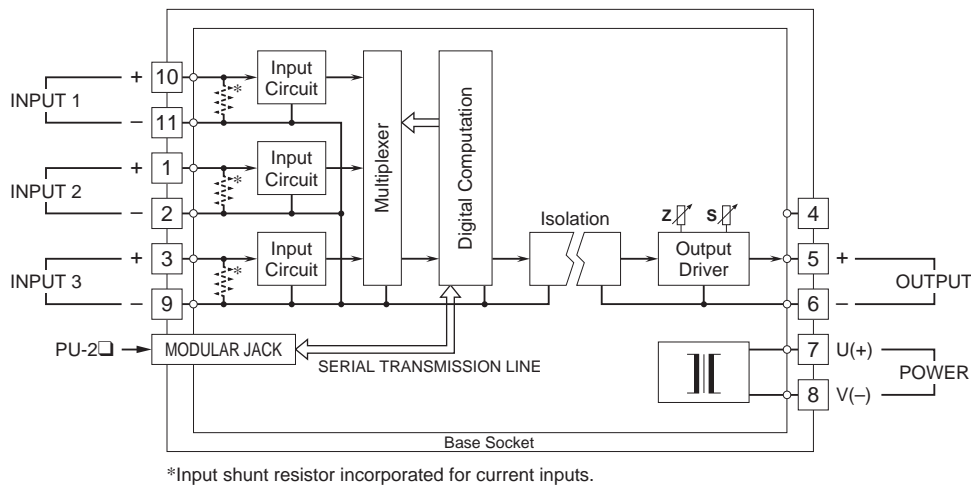 + 10
INPUT 1
– 11
Input
Circuit
*
+ 1
INPUT 2
– 2
Input
Circuit
*
+ 3
INPUT 3
– 9
Input
Circuit
*
Multiplexer
Digital Computation
Isolation
Z S
Output
Driver
4
5 +
OUTPUT
6 –
7 U(+)
POWER
8 V(–)
PU-2❑ MODULAR JACK
SERIAL TRANSMISSION LINE
Base Socket
*Input shunt resistor incorporated for current inputs.